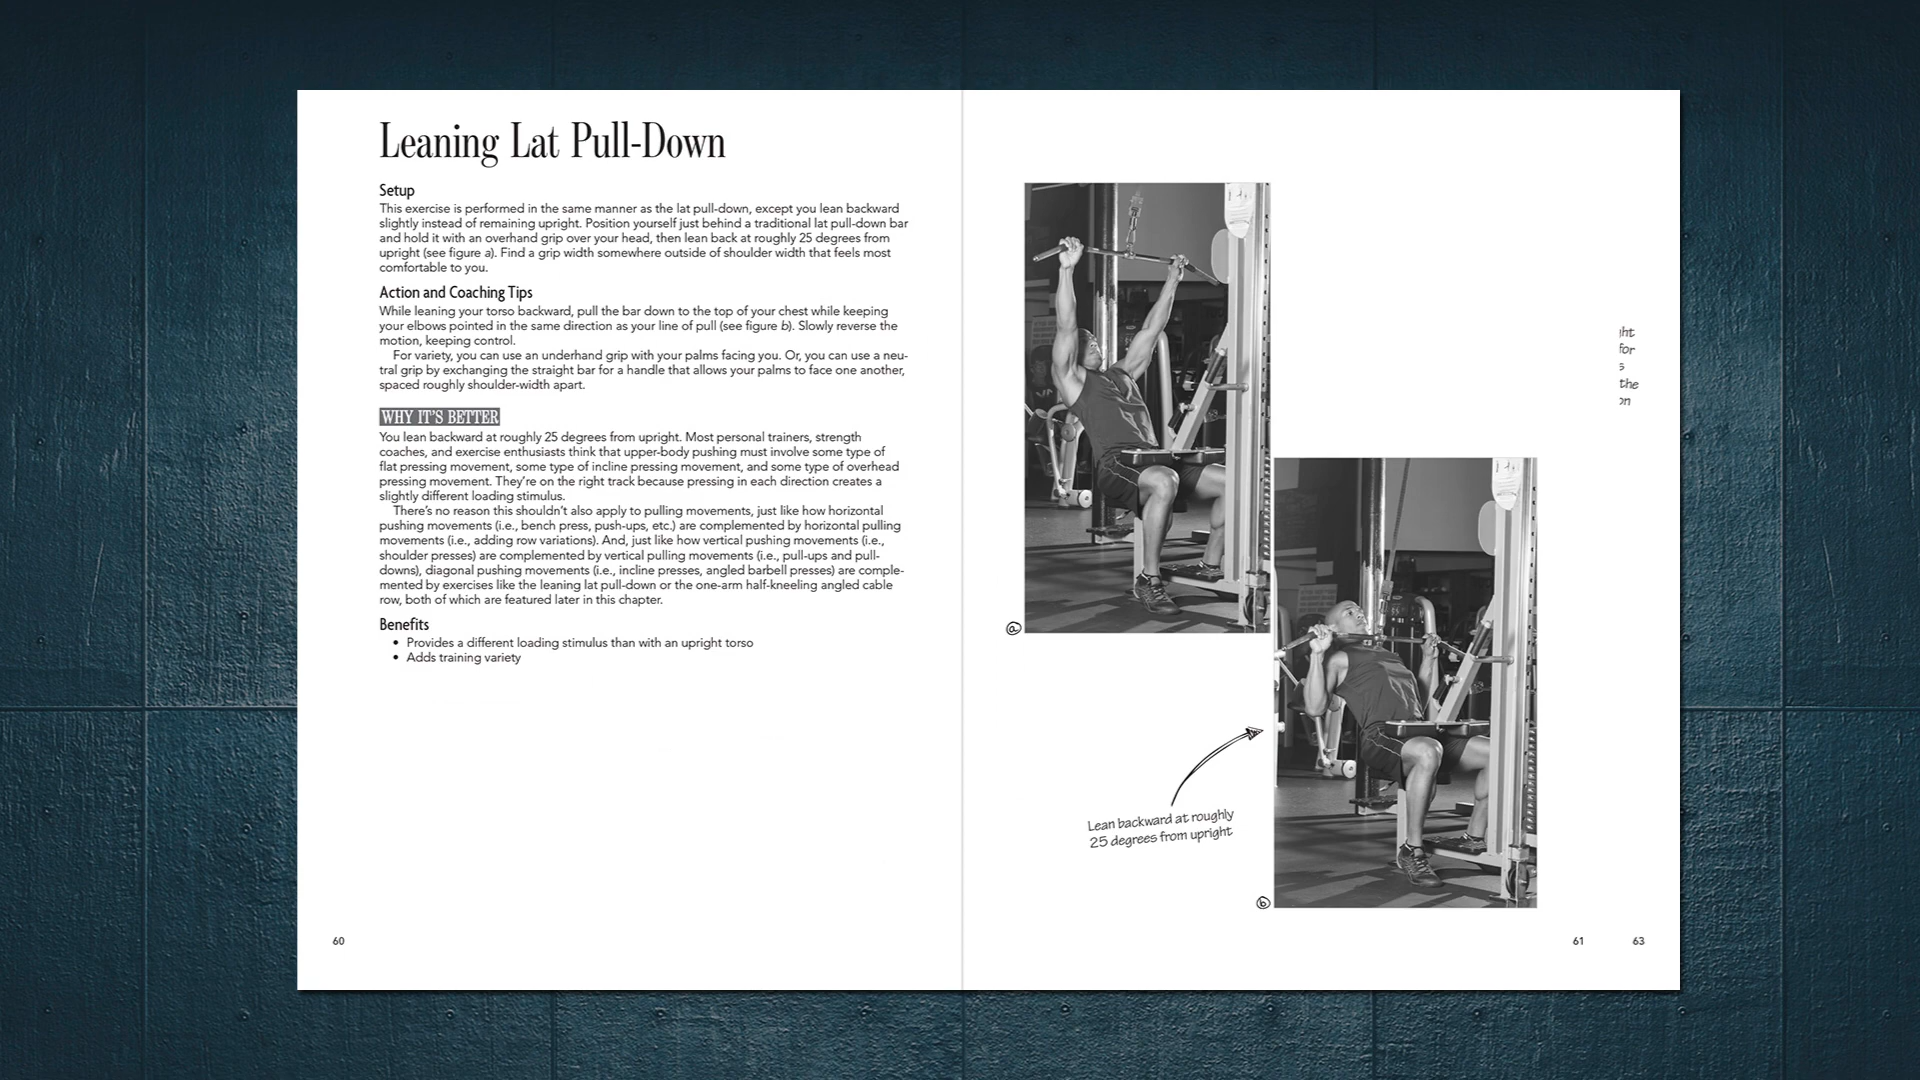 Leaning Lat Pull-Down
Setup
This exercise is performed in the same manner as the lat pull-down, except you lean backward
slightly instead of remaining upright. Position yourself just behind a traditional lat pull-down bar
and hold it with an overhand grip over your head, then lean back at roughly 25 degrees from
upright (see figure a). Find a grip width somewhere outside of shoulder width that feels most
comfortable to you.
Action and Coaching Tips
While leaning your torso backward, pull the bar down to the top of your chest while keeping
your elbows pointed in the same direction as your line of pull (see figure b). Slowly reverse the
motion, keeping control.
For variety, you can use an underhand grip with your palms facing you. Or, you can use a neu-
tral grip by exchanging the straight bar for a handle that allows your palms to face one another,
spaced roughly shoulder-width apart.
WHY IT'S BETTER
You lean backward at roughly 25 degrees from upright. Most personal trainers, strength
coaches, and exercise enthusiasts think that upper-body pushing must involve some type of
flat pressing movement, some type of incline pressing movement, and some type of overhead
pressing movement. They're on the right track because pressing in each direction creates a
slightly different loading stimulus.
There's no reason this shouldn't also apply to pulling movements, just like how horizontal
pushing movements (i.e., bench press, push-ups, etc.) are complemented by horizontal pulling
movements (i.e., adding row variations). And, just like how vertical pushing movements (i.e.,
shoulder presses) are complemented by vertical pulling movements (i.e., pull-ups and pull-
downs), diagonal pushing movements (i.e., incline presses, angled barbell presses) are comple-
mented by exercises like the leaning lat pull-down or the one-arm half-kneeling angled cable
row, both of which are featured later in this chapter.
Benefits
• Provides a different loading stimulus than with an upright torso
• Adds training variety
60
a
Lean backward at roughly
25 degrees from upright
b
for
the
61
63